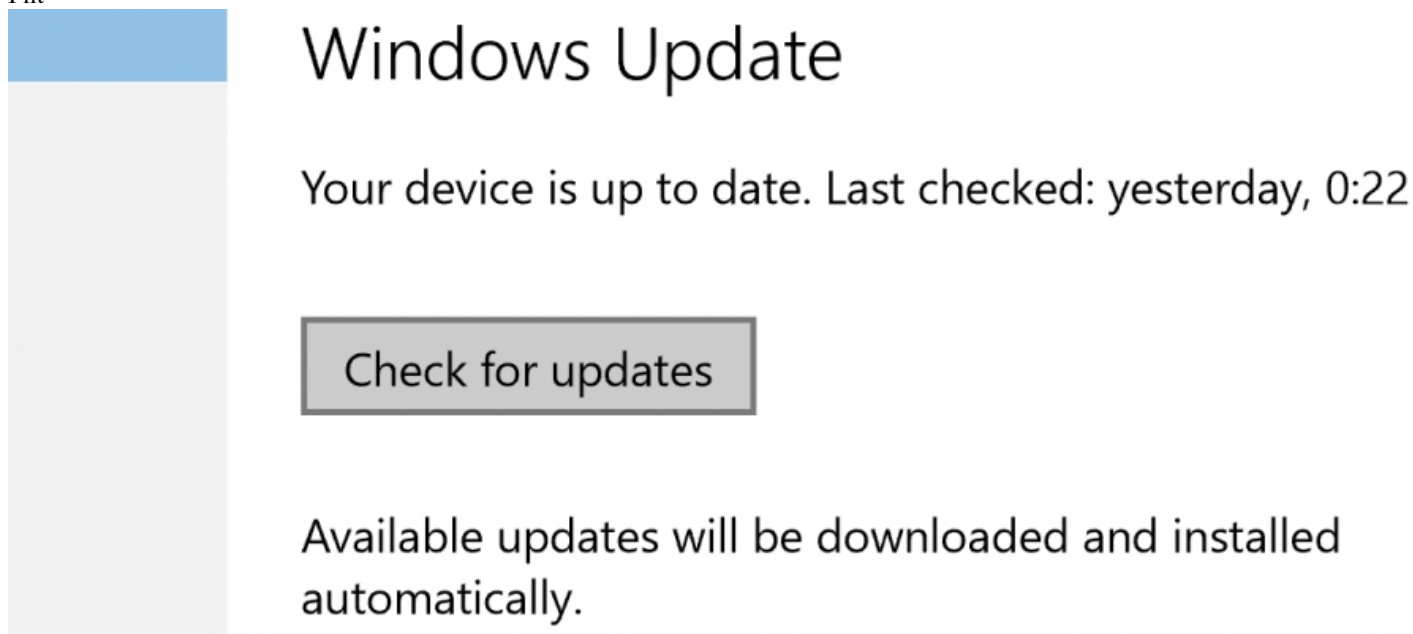 Windows Update
Your device is up to date. Last checked: yesterday, 0:22
Check for updates
Available updates will be downloaded and installed
automatically.